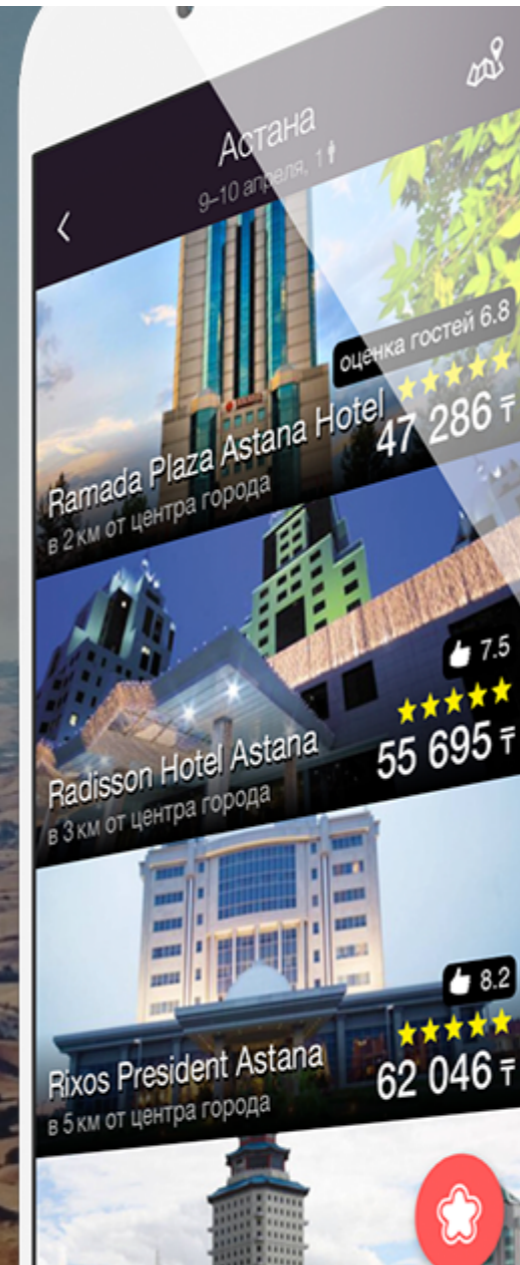 Астана
9–10 апреля, 1
оценка гостей 6.8
Ramada Plaza Astana Hotel
47 286 ₸
в 2 км от центра города
7.5
Radisson Hotel Astana
55 695 ₸
в 3 км от центра города
8.2
Rixos President Astana
62 046 ₸
в 5 км от центра города